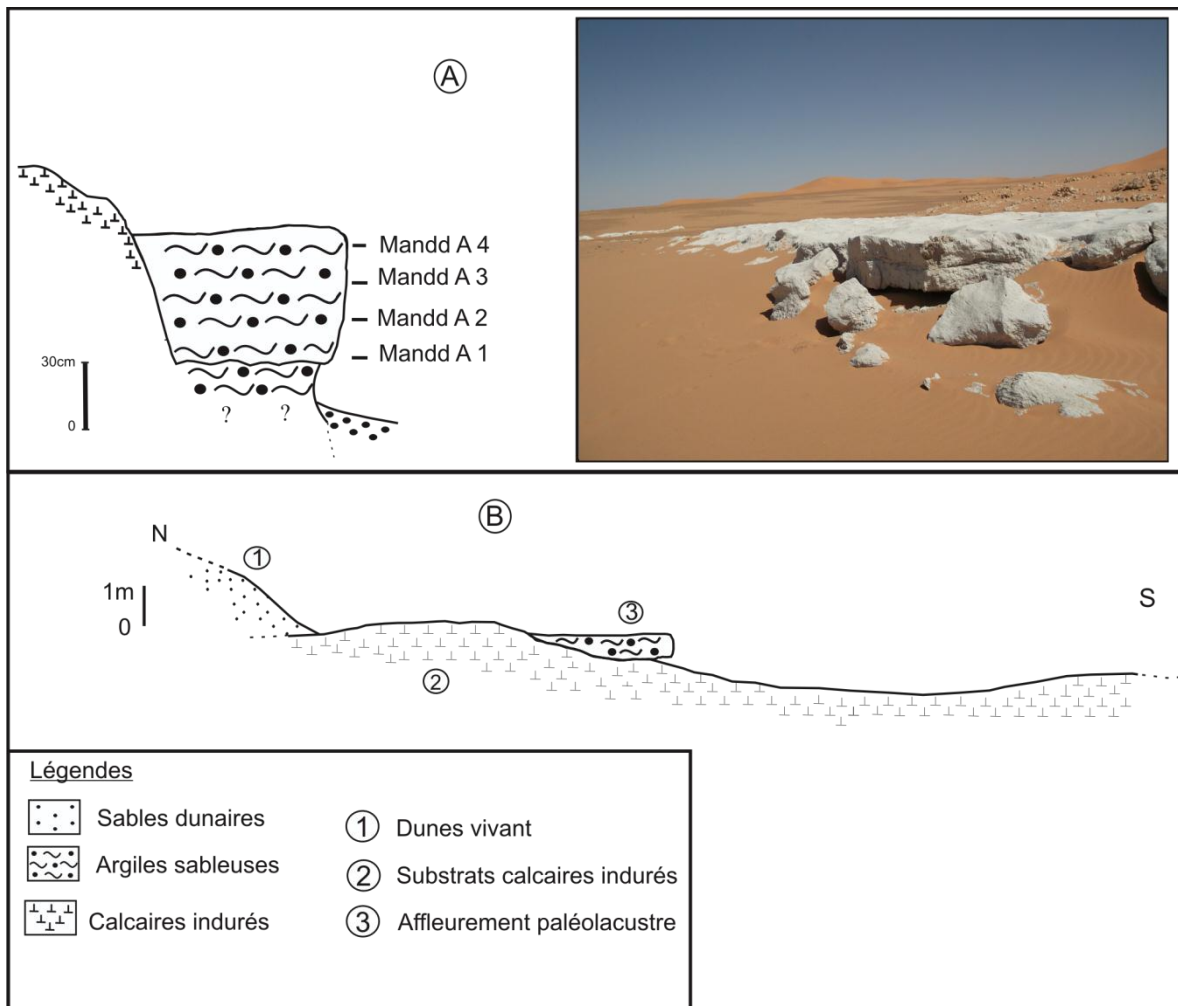 A
Mandd A 4
Mandd A 3
Mandd A 2
Mandd A 1
30cm
0
? ?
B
N
1
1m
0
3
S
2
Légendes
Sables dunaires
Argiles sableuses
Calcaires indurés
1 Dunes vivant
2 Substrats calcaires indurés
3 Affleurement paléolacustre